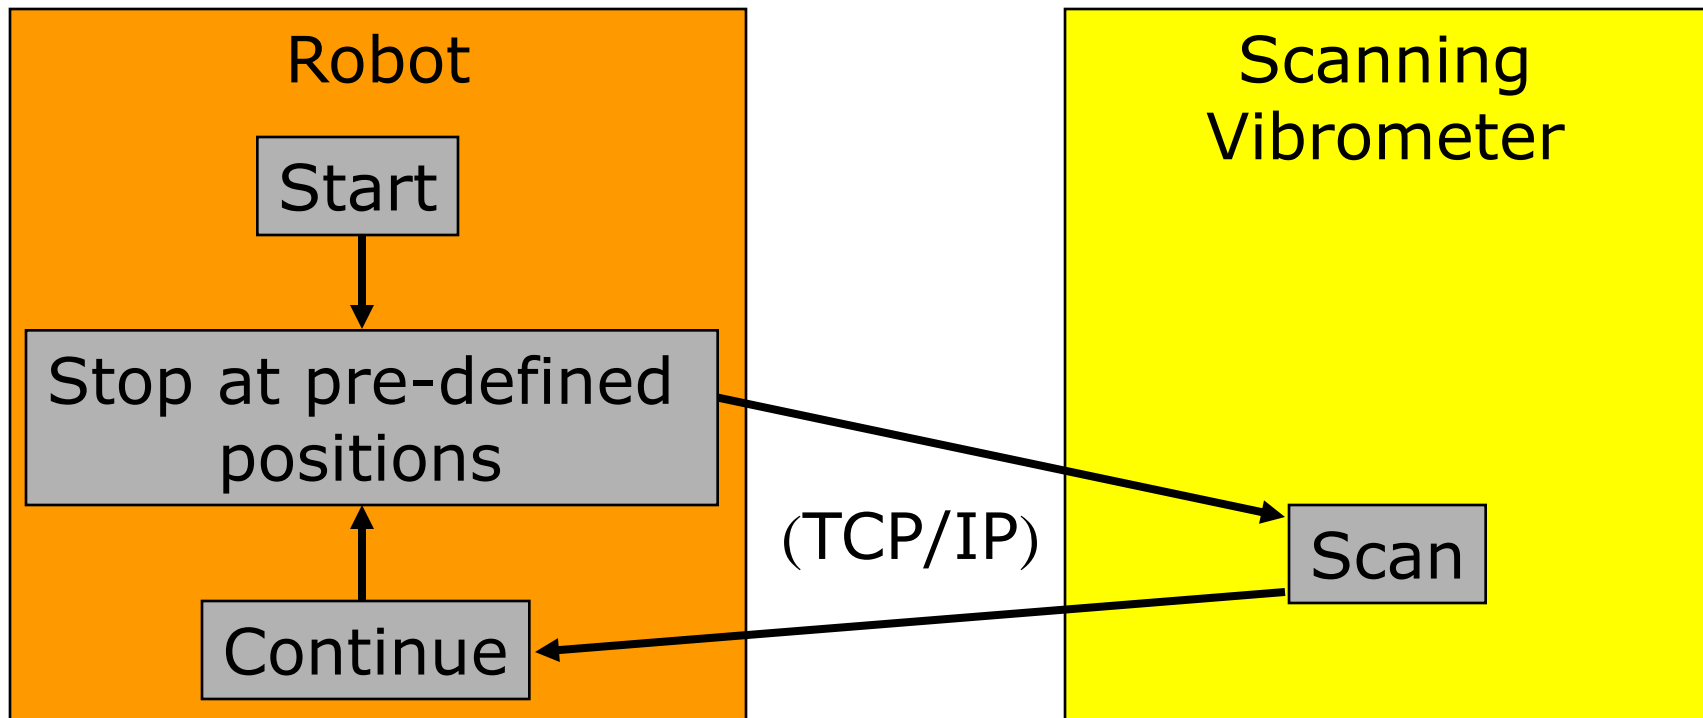 Robot
Start
Stop at pre-defined
positions
Continue
(TCP/IP)
Scanning
Vibrometer
Scan